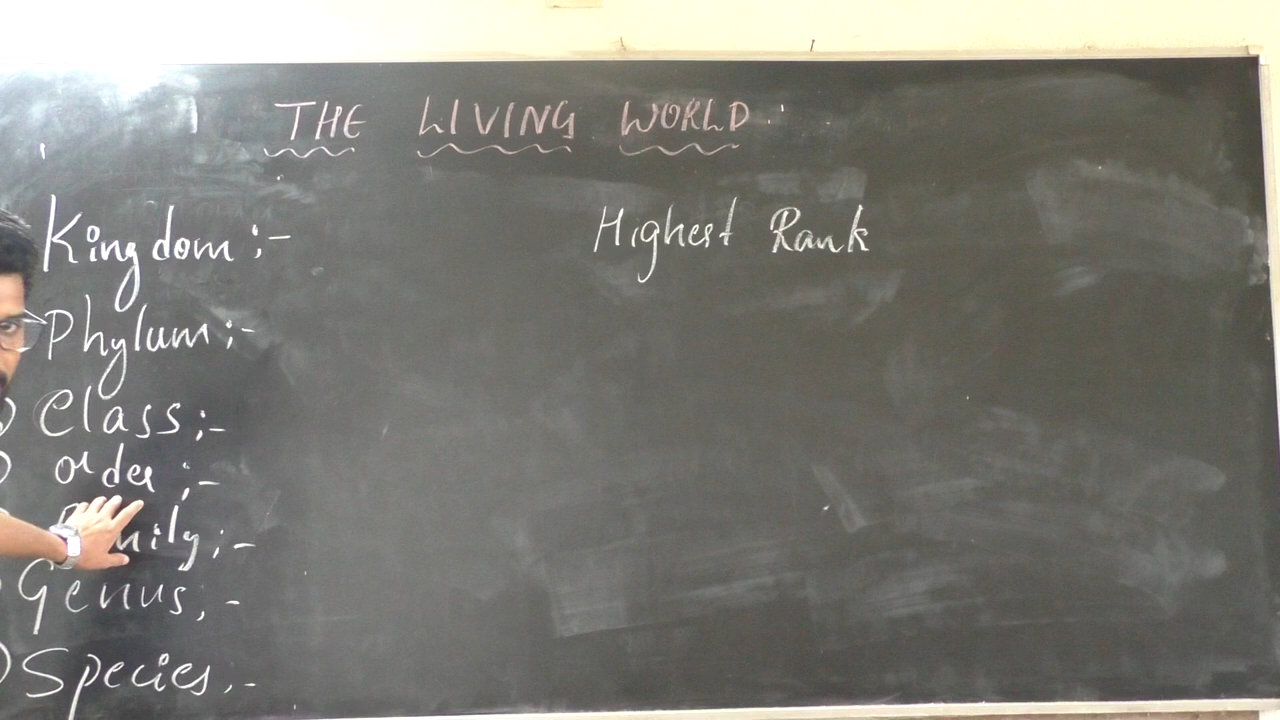 THE LIVING WORLD
Kingdom :- Highest Rank
Phylum :-
Class :-
Order :-
Genus :-
Species :-